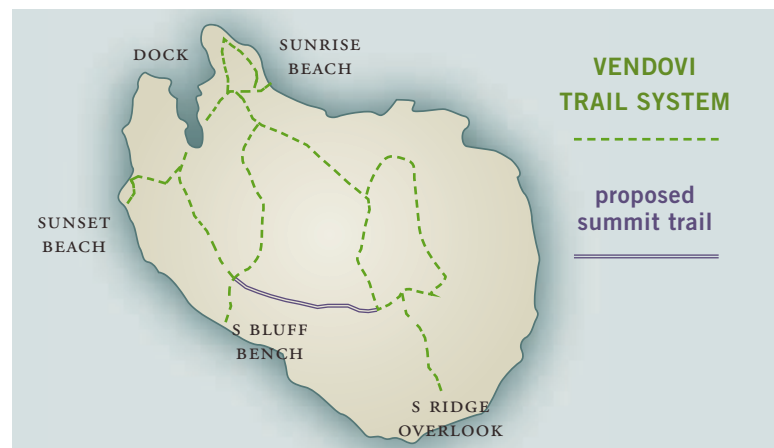 DOCK
SUNRISE
BEACH
VENDOVI
TRAIL SYSTEM
proposed
summit trail
SUNSET
BEACH
S BLUFF
BENCH
S RIDGE
OVERLOOK